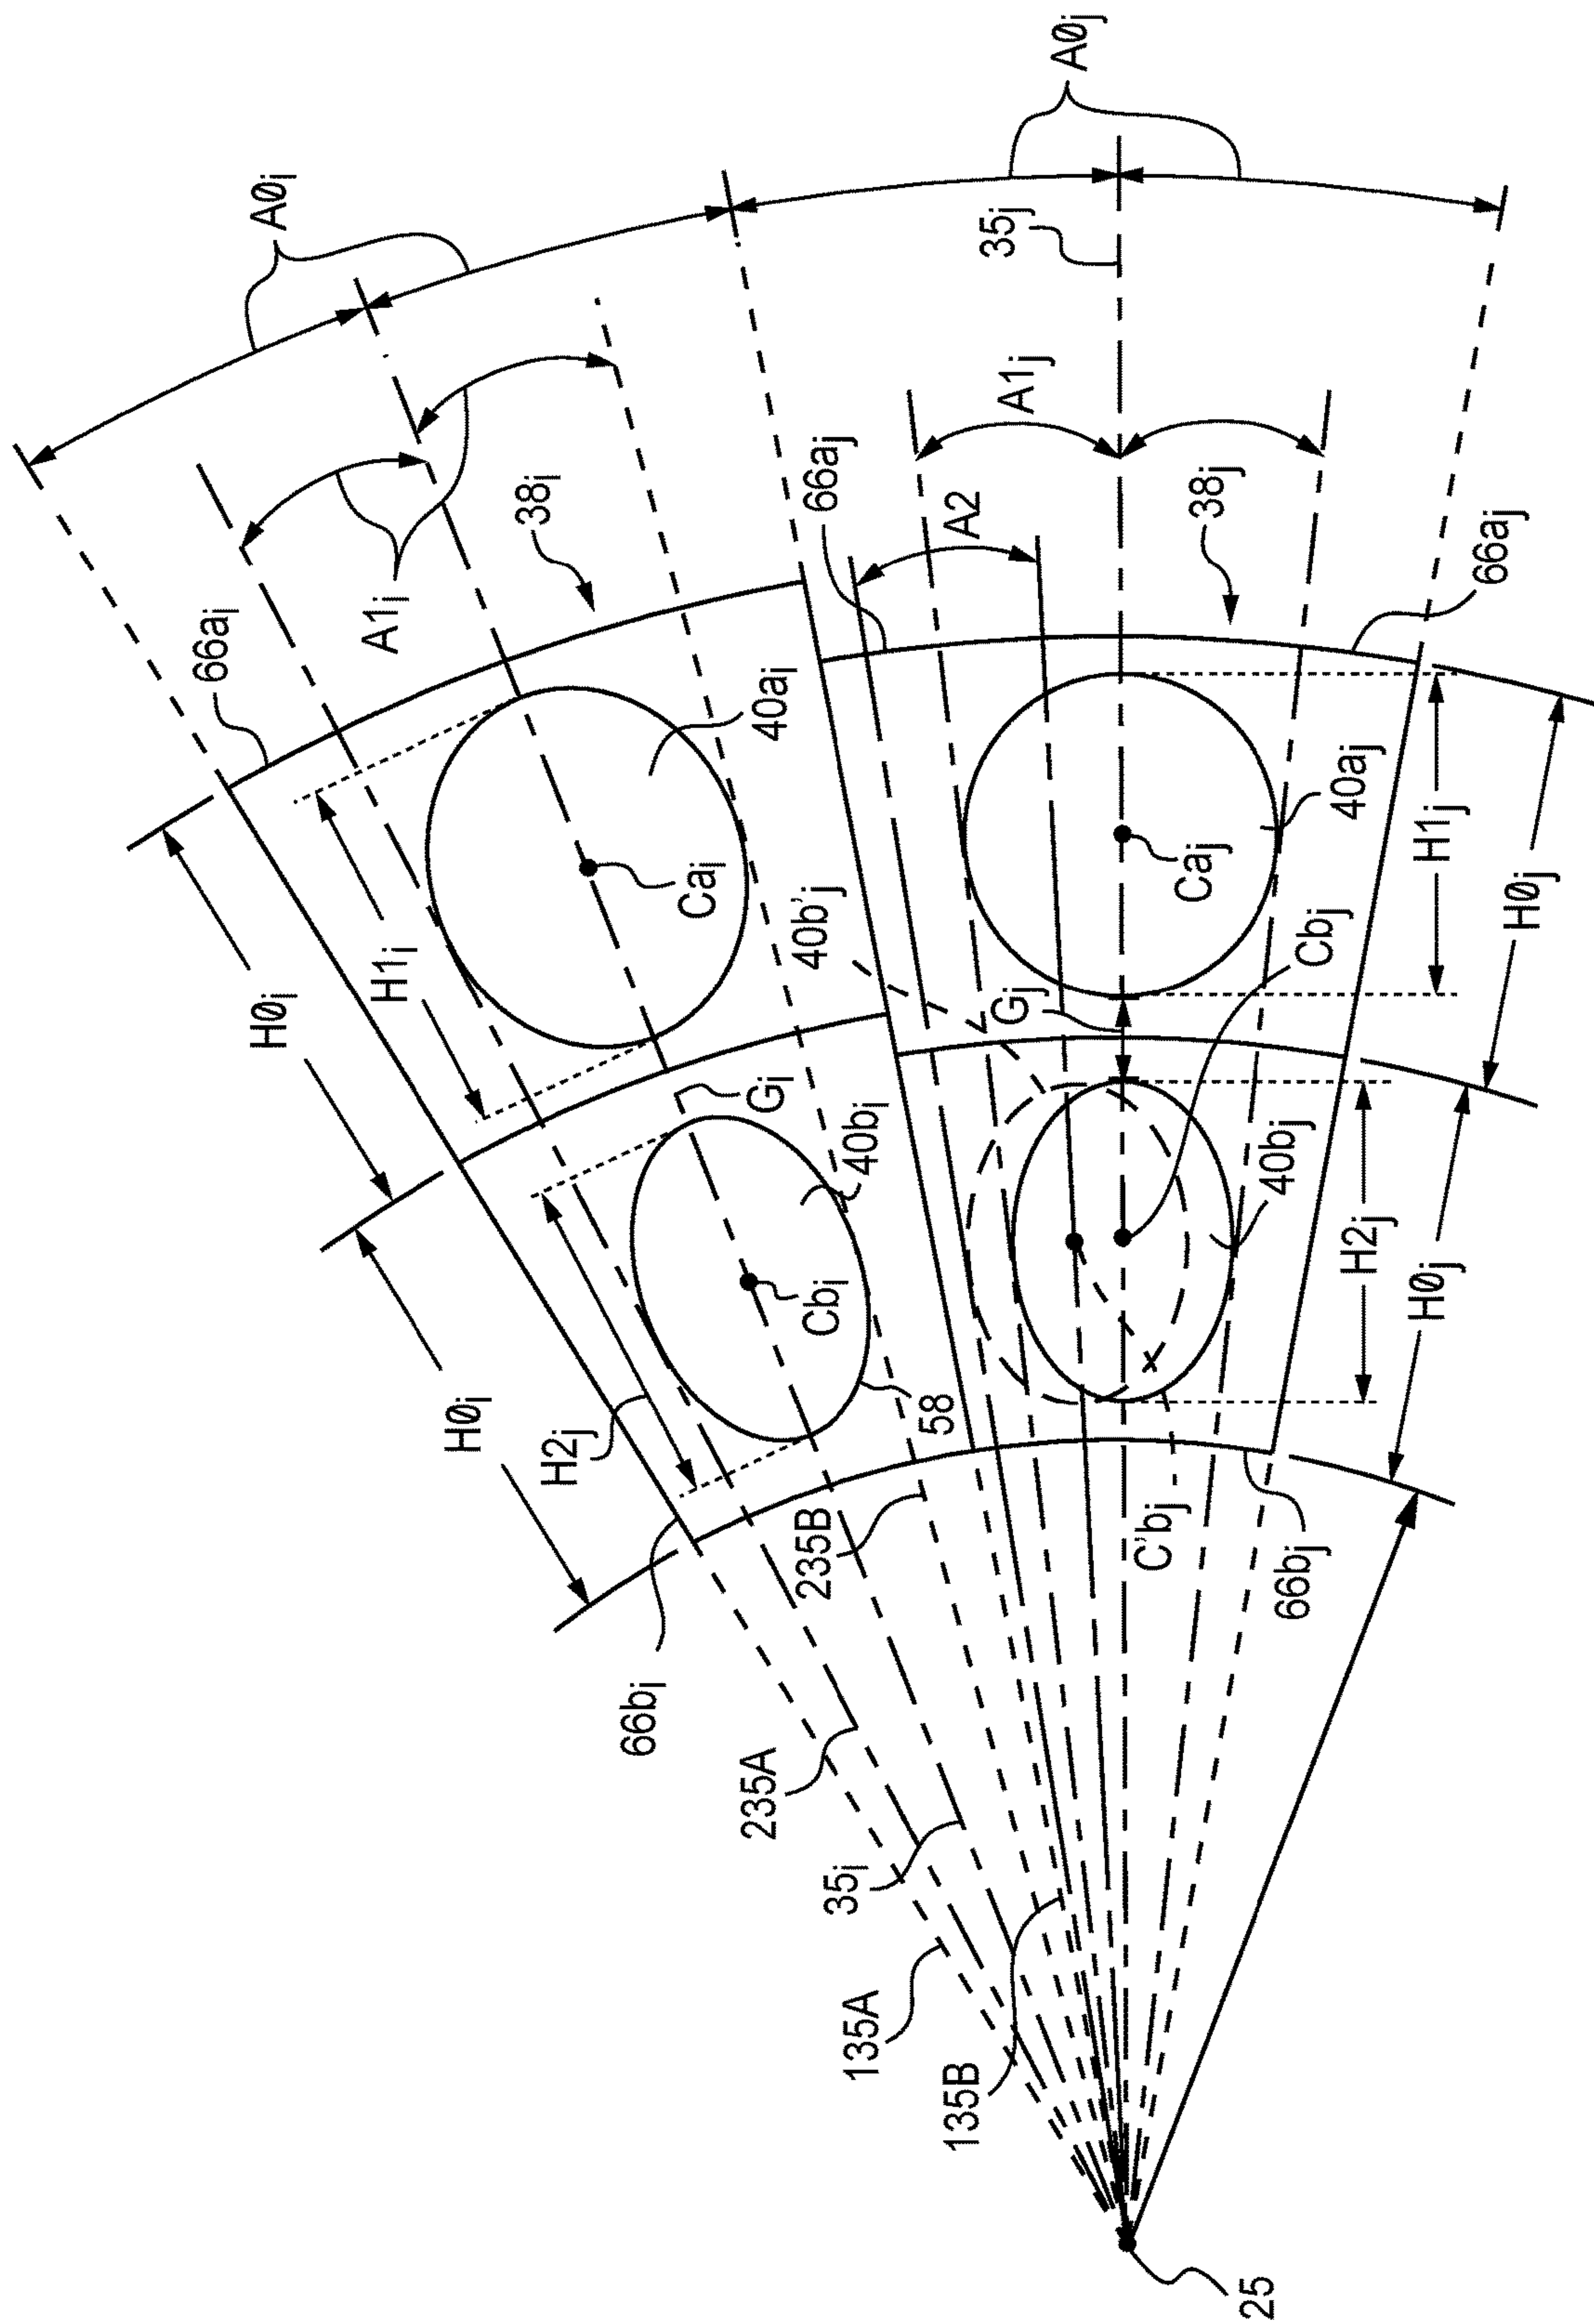 A0i
A0j
35j
A1i
A1j
38i
66aj
A2
38j
66aj
66ai
40ai
Cai
40b'j
40aj
Caj
H1j
H0j
Cbj
Gj
H1i
H0i
Gi
40bi
Cbi
40bj
H2j
H0j
H0i
H2j
58
235B
C'bj
66bj
66bi
235A
35i
135A
135B
25